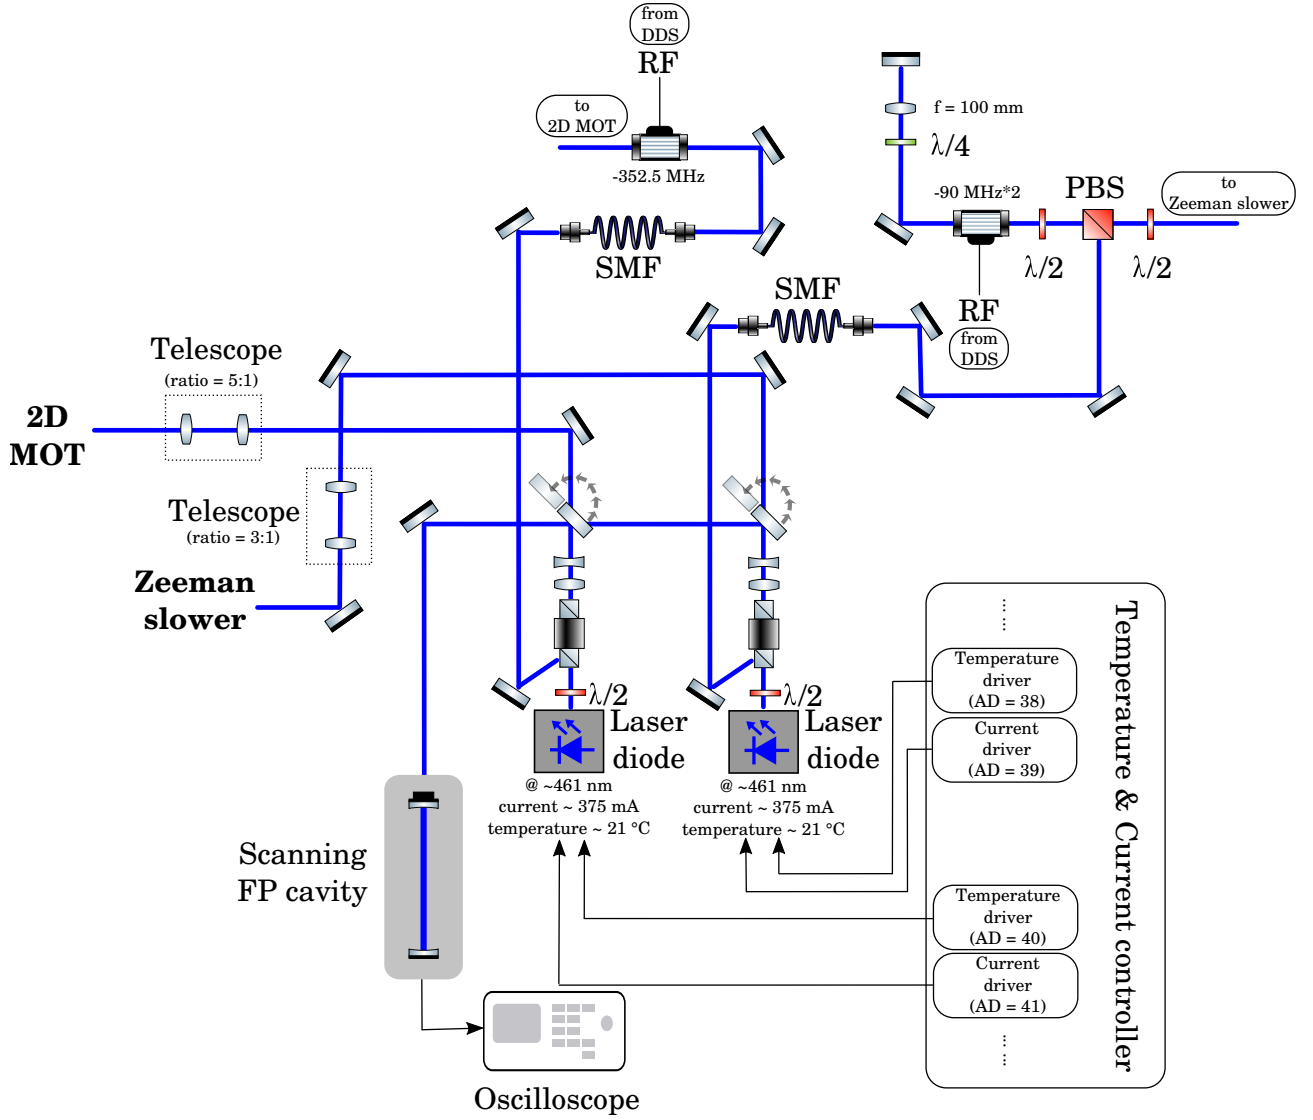 from
DDS
RF
to
2D MOT
-352.5 MHz
SMF
f = 100 mm
λ/4
-90 MHz*2
PBS
to
Zeeman slower
λ/2
λ/2
RF
from
DDS
SMF
Telescope
(ratio = 5:1)
2D
MOT
Telescope
(ratio = 3:1)
Zeeman
slower
λ/2
Laser
diode
@ ~461 nm
current ~ 375 mA
temperature ~ 21 °C
λ/2
Laser
diode
@ ~461 nm
current ~ 375 mA
temperature ~ 21 °C
Scanning
FP cavity
Oscilloscope
.....
Temperature
driver
(AD = 38)
Current
driver
(AD = 39)
Temperature
driver
(AD = 40)
Current
driver
(AD = 41)
.....
Temperature & Current controller